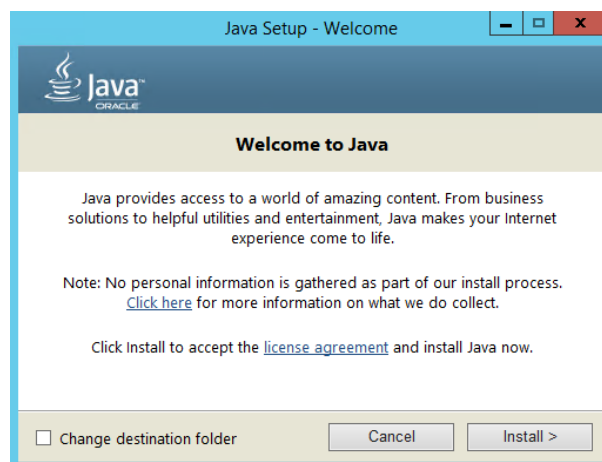 Java Setup - Welcome
Java™
ORACLE
Welcome to Java
Java provides access to a world of amazing content. From business
solutions to helpful utilities and entertainment, Java makes your Internet
experience come to life.
Note: No personal information is gathered as part of our install process.
Click here for more information on what we do collect.
Click Install to accept the license agreement and install Java now.
Change destination folder
Cancel
Install >